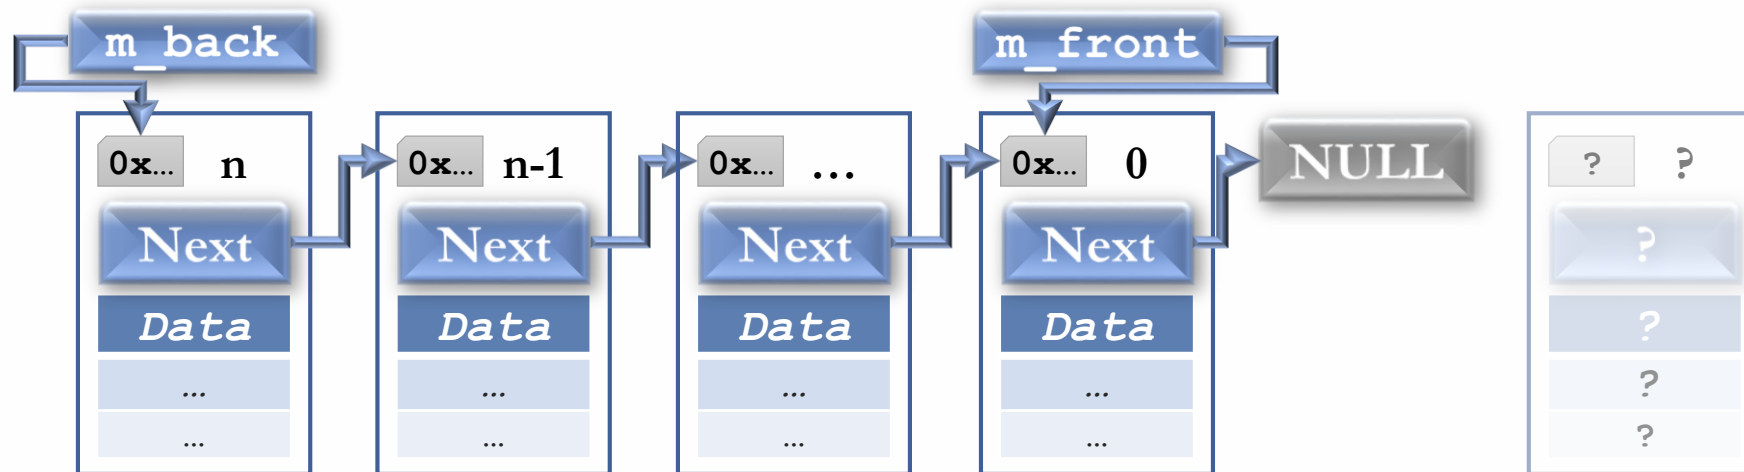 m_back m_front
0x... n 0x... n-1 0x... ... 0x... 0 NULL ? ?
Next Next Next Next ?
Data Data Data Data ?
... ... ... ... ?
... ... ... ... ?